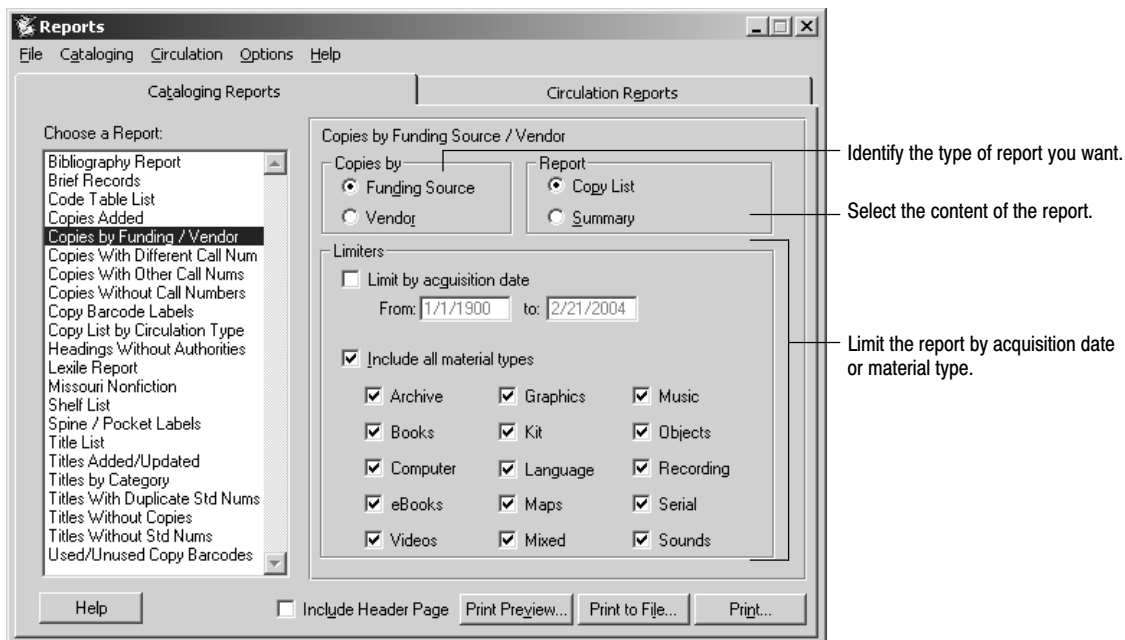 Reports
File Cataloging Circulation Options Help
Cataloging Reports
Circulation Reports
Choose a Report:
Bibliography Report
Brief Records
Code Table List
Copies Added
Copies by Funding / Vendor
Copies With Different Call Num
Copies With Other Call Nums
Copies Without Call Numbers
Copy Barcode Labels
Copy List by Circulation Type
Headings Without Authorities
Lexile Report
Missouri Nonfiction
Shelf List
Spine / Pocket Labels
Title List
Titles Added/Updated
Titles by Category
Titles With Duplicate Std Nums
Titles Without Copies
Titles Without Std Nums
Used/Unused Copy Barcodes
Copies by Funding Source / Vendor
Copies by
Funding Source
Vendor
Report
Copy List
Summary
Limiters
Limit by acquisition date
From: 1/1/1900 to: 2/21/2004
Include all material types
Archive Graphics Music
Books Kit Objects
Computer Language Recording
eBooks Maps Serial
Videos Mixed Sounds
Help
Include Header Page
Print Preview...
Print to File...
Print...
Identify the type of report you want.
Select the content of the report.
Limit the report by acquisition date
or material type.